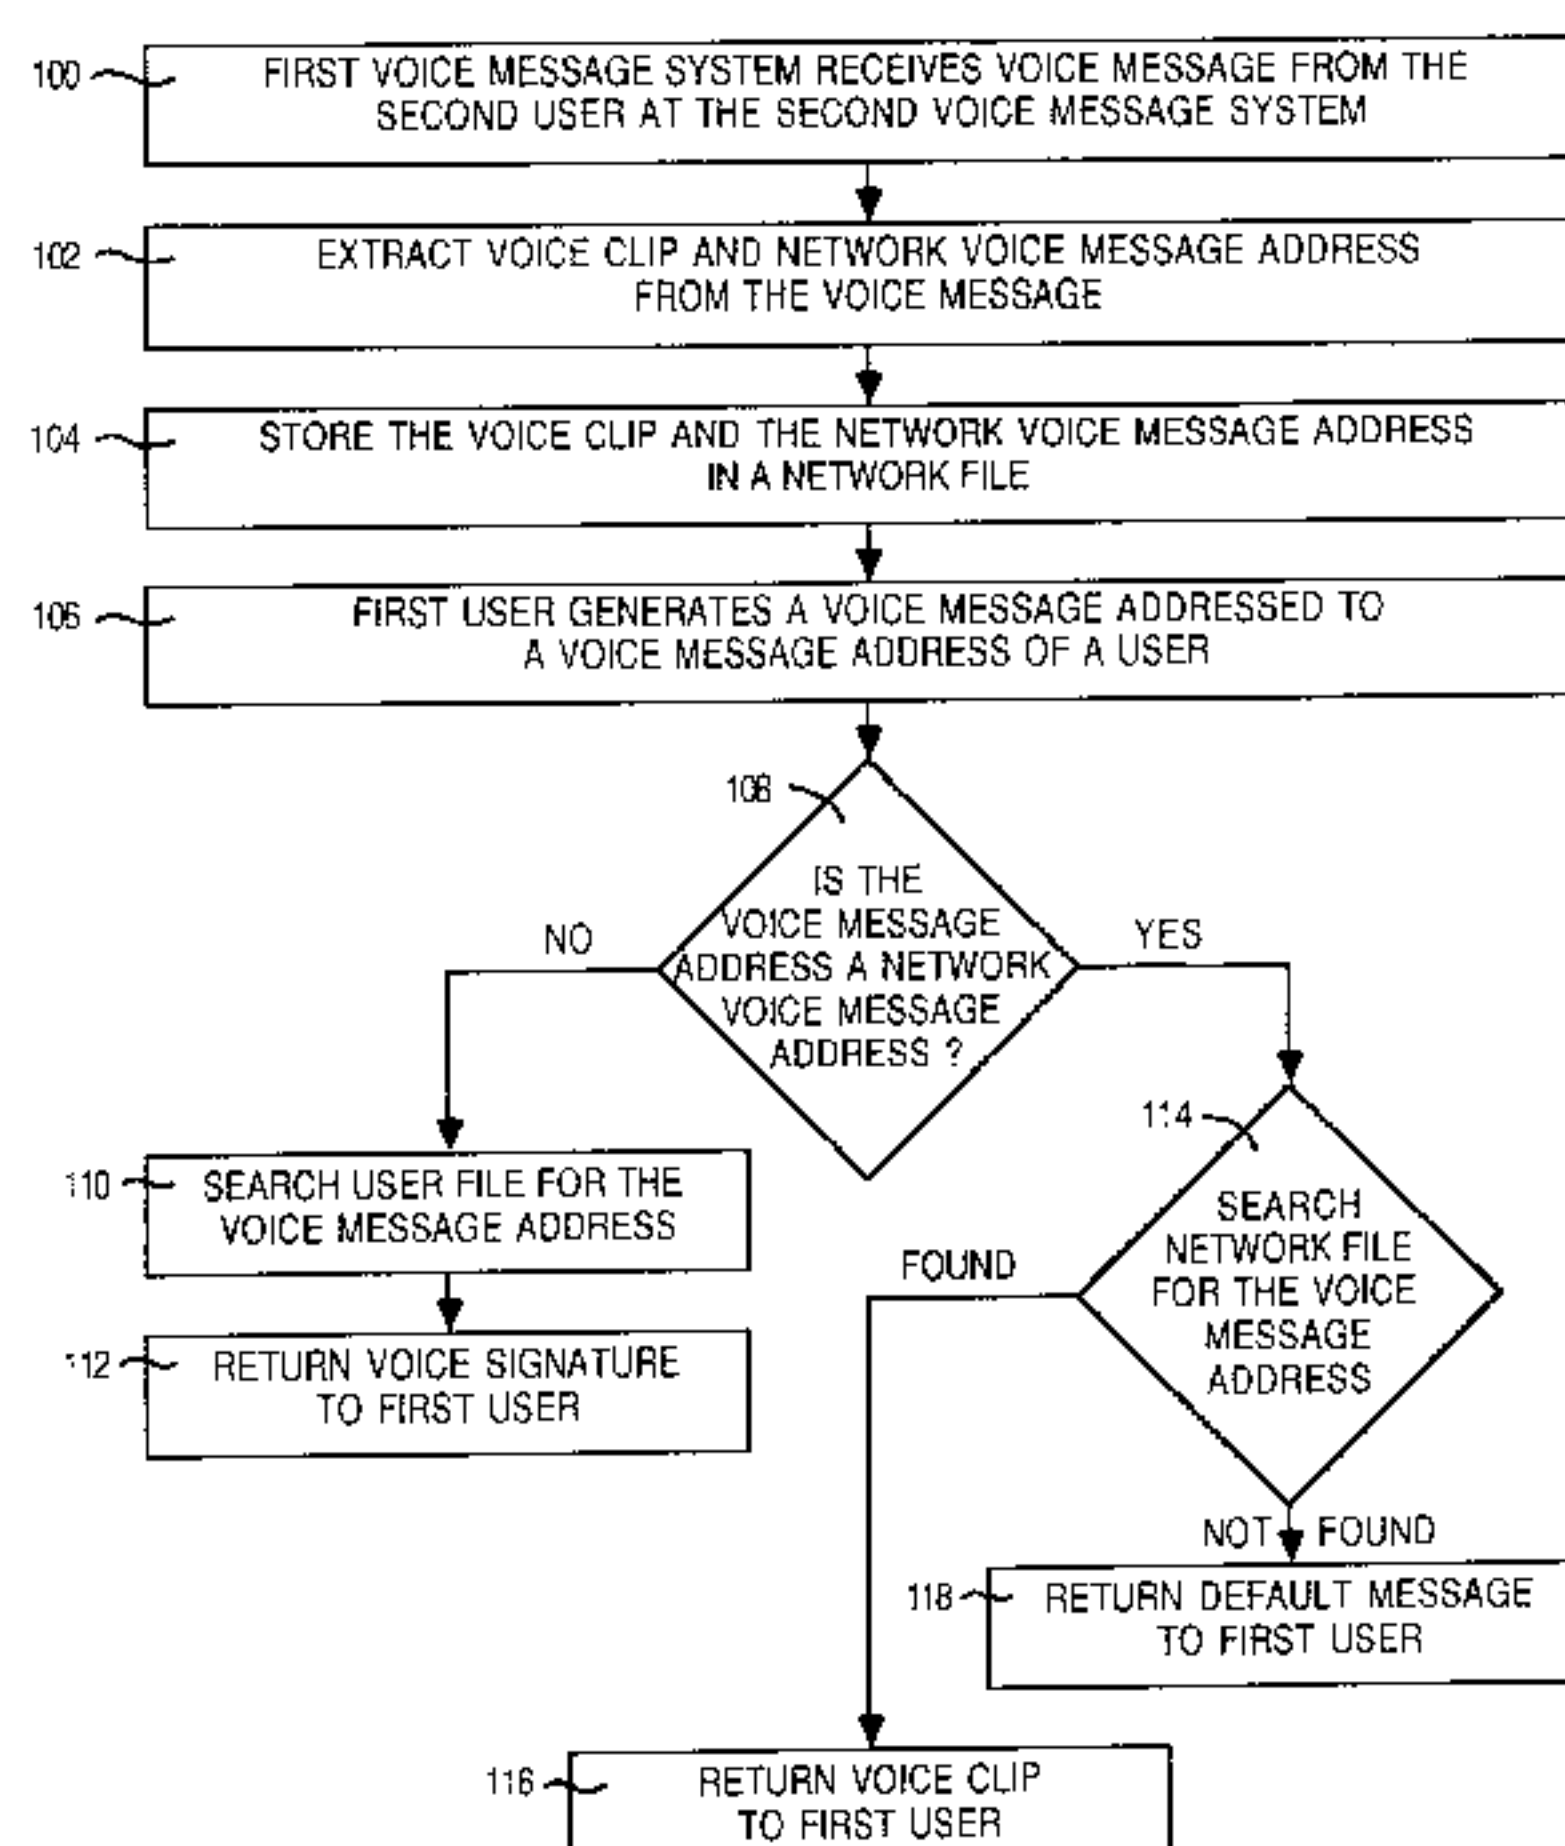 100
FIRST VOICE MESSAGE SYSTEM RECEIVES VOICE MESSAGE FROM THE
SECOND USER AT THE SECOND VOICE MESSAGE SYSTEM
102
EXTRACT VOICE CLIP AND NETWORK VOICE MESSAGE ADDRESS
FROM THE VOICE MESSAGE
104
STORE THE VOICE CLIP AND THE NETWORK VOICE MESSAGE ADDRESS
IN A NETWORK FILE
106
FIRST USER GENERATES A VOICE MESSAGE ADDRESSED TO
A VOICE MESSAGE ADDRESS OF A USER
108
IS THE
VOICE MESSAGE
ADDRESS A NETWORK
VOICE MESSAGE
ADDRESS ?
NO
YES
110
SEARCH USER FILE FOR THE
VOICE MESSAGE ADDRESS
112
RETURN VOICE SIGNATURE
TO FIRST USER
114
SEARCH
NETWORK FILE
FOR THE VOICE
MESSAGE
ADDRESS
FOUND
NOT FOUND
118
RETURN DEFAULT MESSAGE
TO FIRST USER
116
RETURN VOICE CLIP
TO FIRST USER